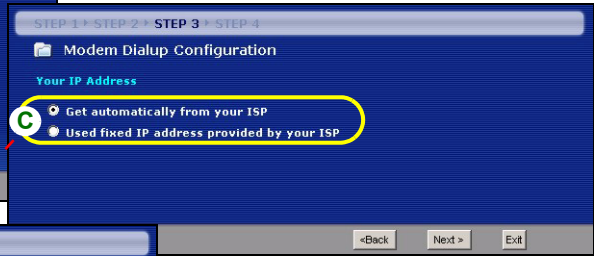 STEP 1 › STEP 2 › STEP 3 › STEP 4
Modem Dialup Configuration
Your IP Address
C
Get automatically from your ISP
Used fixed IP address provided by your ISP
<Back Next > Exit